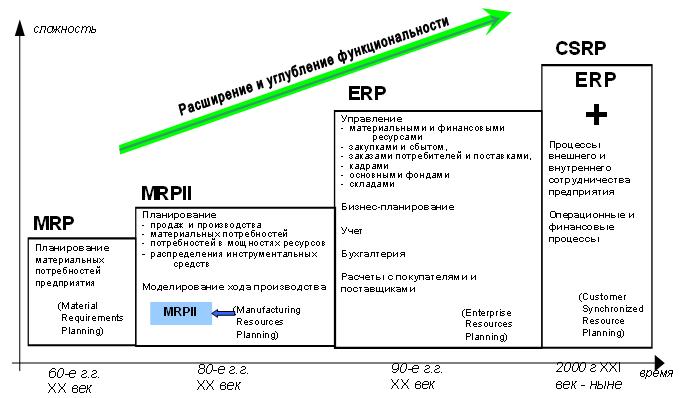 сложность
Расширение и углубление функциональности
CSRP
ERP
+
Процессы
внешнего и
внутреннего
сотрудничества
предприятия
Операционные и
финансовые
процессы
(Customer
Synchronized
Resource
Planning)
ERP
Управление
- материальными и финансовыми
ресурсами
- закупками и сбытом,
- заказами потребителей и поставками,
- кадрами
- основными фондами
- складами
Бизнес-планирование
Учет
Бухгалтерия
Расчеты с покупателями и
поставщиками
(Enterprise
Resources
Planning)
MRPII
Планирование
- продаж и производства
- материальных потребностей
- потребностей в мощностях ресурсов
- распределения инструментальных
средств
Моделирование хода производства
MRPII
(Manufacturing
Resources
Planning)
MRP
Планирование
материальных
потребностей
предприятия
(Material
Requirements
Planning)
60-е г.г.
XX век
80-е г.г.
XX век
90-е г.г.
XX век
2000 г XXI
век - ныне
время